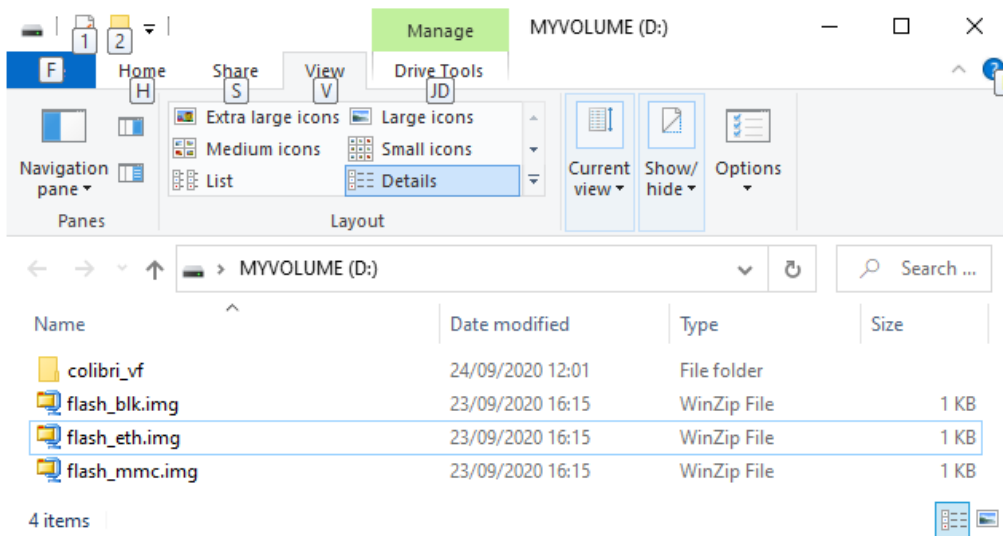 MYVOLUME (D:)
Manage
1 2
F Home Share View Drive Tools ?
H S V JD
Extra large icons Large icons
Medium icons Small icons
List Details
Navigation pane
Current view
Show/ hide
Options
Panes Layout
MYVOLUME (D:) Search ...
Name Date modified Type Size
colibri_vf 24/09/2020 12:01 File folder
flash_blk.img 23/09/2020 16:15 WinZip File 1 KB
flash_eth.img 23/09/2020 16:15 WinZip File 1 KB
flash_mmc.img 23/09/2020 16:15 WinZip File 1 KB
4 items